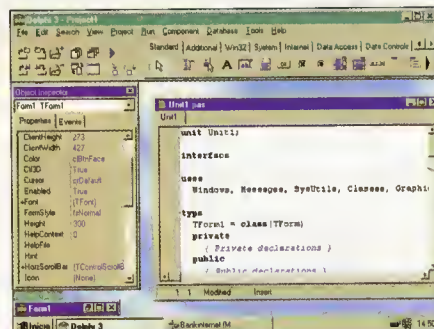 Delphi 3 - Project1
File Edit Search View Project Run Component Database Tools Help
Standard Additional Win32 System Internet Data Access Data Controls
Object Inspector
Form1 TForm1
Properties Events
ClientHeight 273
ClientWidth 427
Color clBtnFace
Ctl3D True
Cursor crDefault
Enabled True
+Font (TFont)
FormStyle fsNormal
Height 300
HelpContext 0
HelpFile
Hint
+HorzScrollBar (TControlScrollB
Icon (None)
Unit1.pas
Unit1
unit Unit1;
interface
uses
Windows, Messages, SysUtils, Classes, Graphi
type
TForm1 = class(TForm)
private
{ Private declarations }
public
{ Public declarations }
1: 1 Modified Insert
Form1
Inicio Delphi 3 14:50